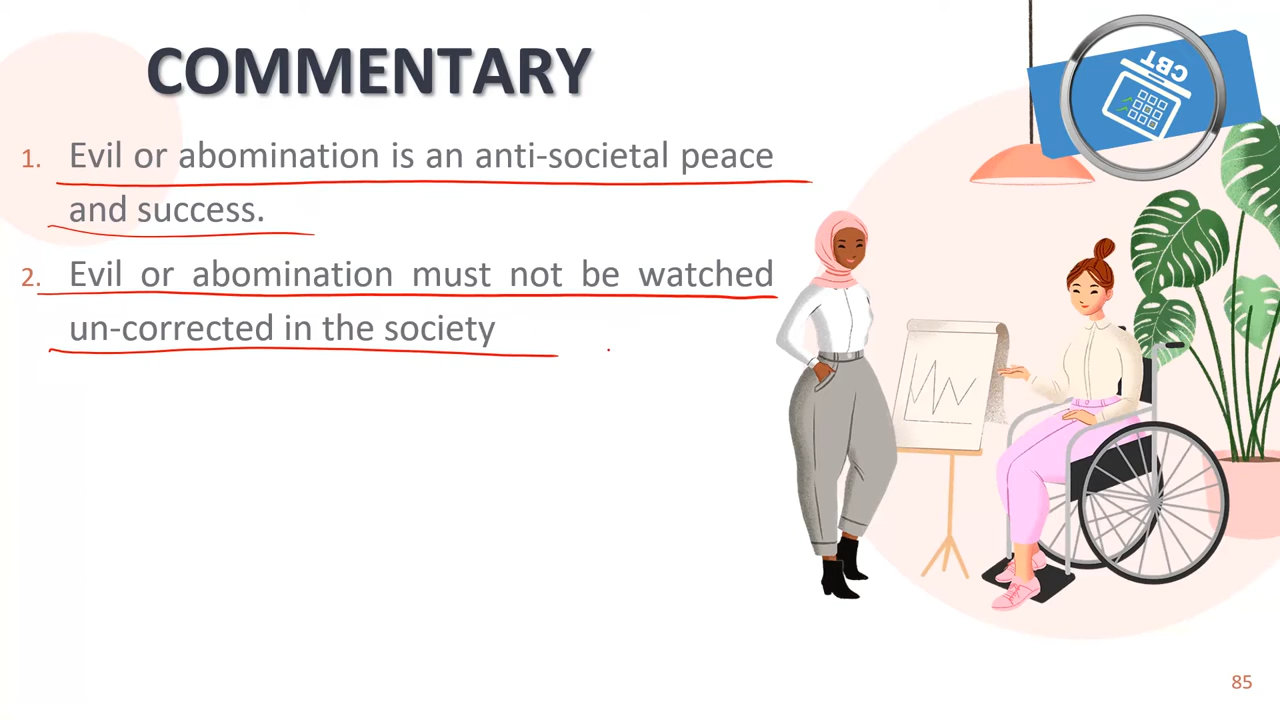 COMMENTARY
CBT
1. Evil or abomination is an anti-societal peace
and success.
2. Evil or abomination must not be watched
un-corrected in the society
85